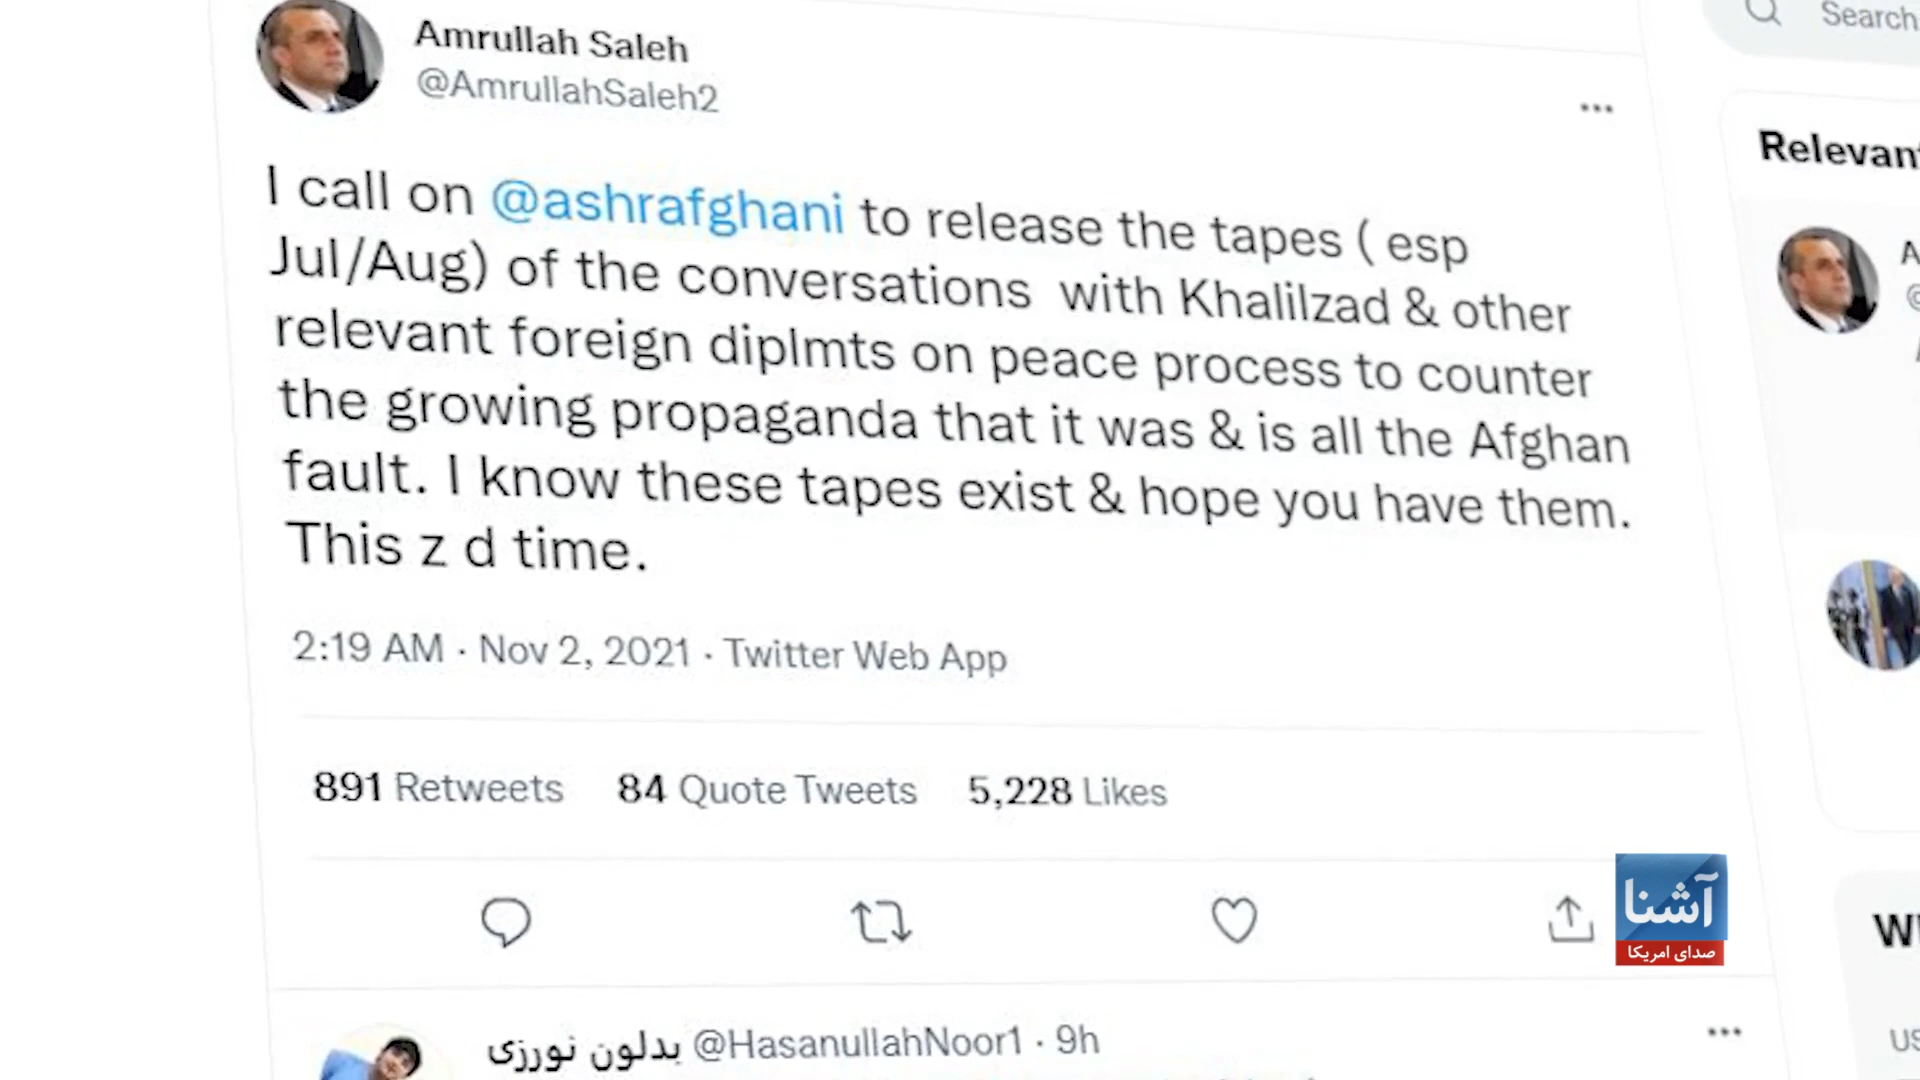 Amrullah Saleh
@AmrullahSaleh2
I call on @ashrafghani to release the tapes ( esp
Jul/Aug) of the conversations with Khalilzad & other
relevant foreign diplmts on peace process to counter
the growing propaganda that it was & is all the Afghan
fault. I know these tapes exist & hope you have them.
This z d time.
2:19 AM · Nov 2, 2021 · Twitter Web App
891 Retweets 84 Quote Tweets 5,228 Likes
بدلون نورزی @HasanullahNoor1 · 9h
Search
آشنا
صدای امریکا